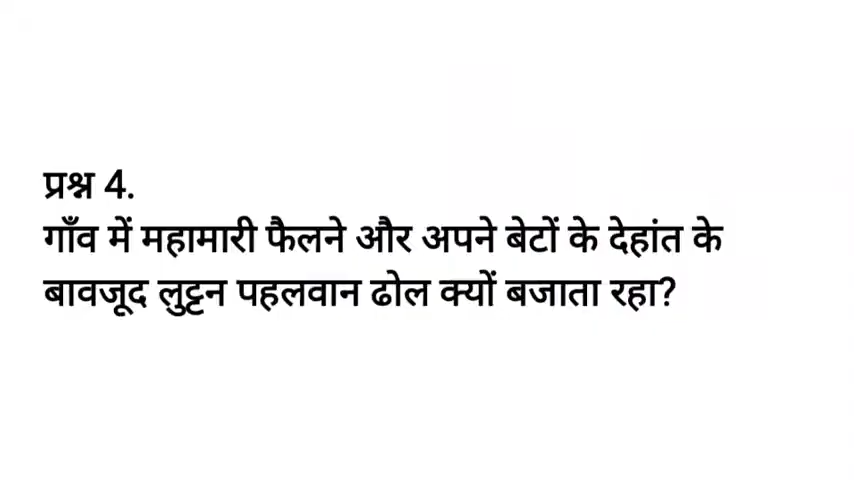 प्रश्न 4.
गाँव में महामारी फैलने और अपने बेटों के देहांत के
बावजूद लुट्टन पहलवान ढोल क्यों बजाता रहा?